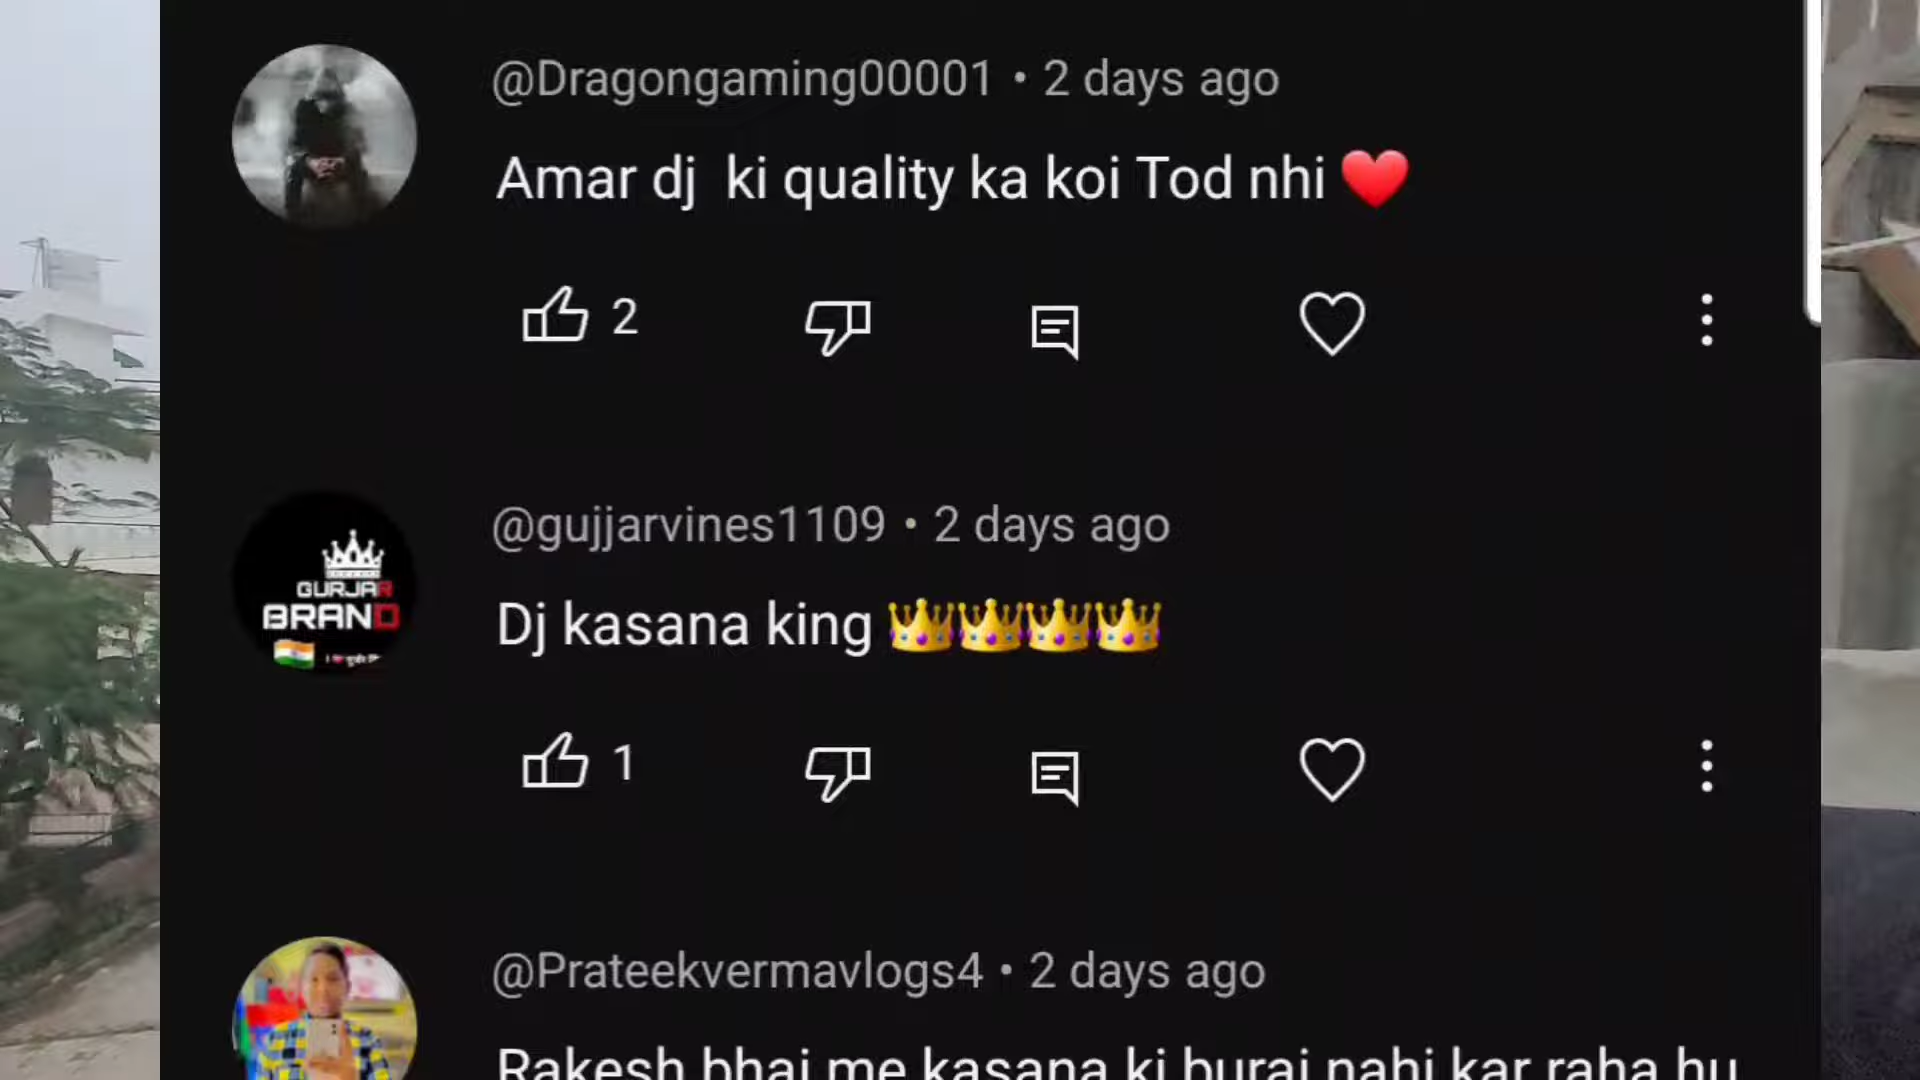 @Dragongaming00001 • 2 days ago
Amar dj ki quality ka koi Tod nhi ❤️
2
@gujjarvines1109 • 2 days ago
GURJAR
BRAND
Dj kasana king 👑👑👑👑
1
@Prateekvermavlogs4 • 2 days ago
Rakesh bhai me kasana ki burai nahi kar raha hu